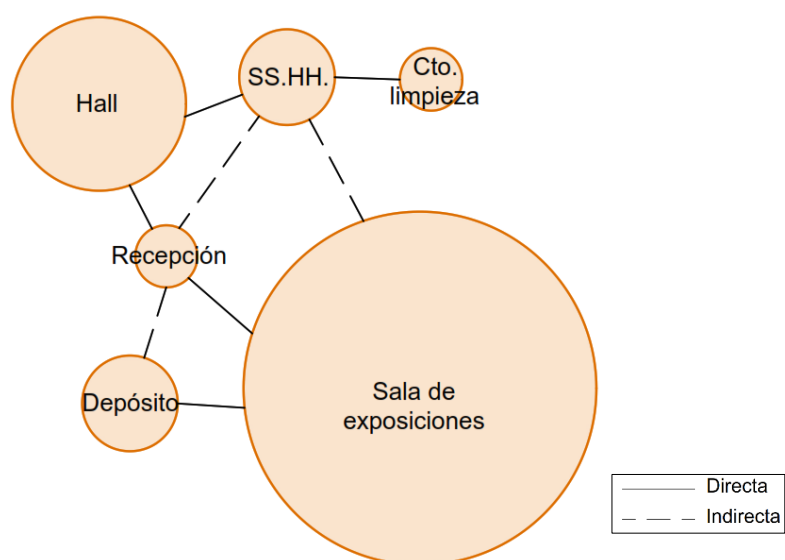 Hall
SS.HH.
Cto.
limpieza
Recepción
Depósito
Sala de
exposiciones
Directa
Indirecta